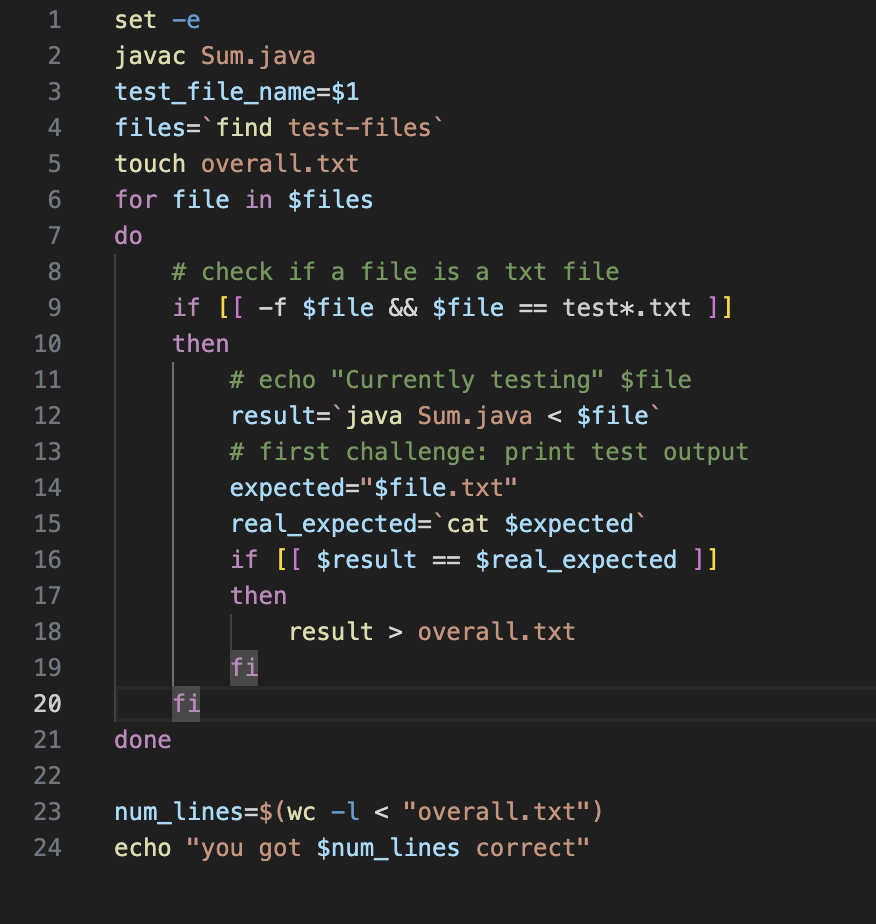 1 set -e
2 javac Sum.java
3 test_file_name=$1
4 files=`find test-files`
5 touch overall.txt
6 for file in $files
7 do
8     # check if a file is a txt file
9     if [[ -f $file && $file == test*.txt ]]
10     then
11         # echo "Currently testing" $file
12         result=`java Sum.java < $file`
13         # first challenge: print test output
14         expected="$file.txt"
15         real_expected=`cat $expected`
16         if [[ $result == $real_expected ]]
17         then
18             result > overall.txt
19         fi
20     fi
21 done
22
23 num_lines=$(wc -l < "overall.txt")
24 echo "you got $num_lines correct"